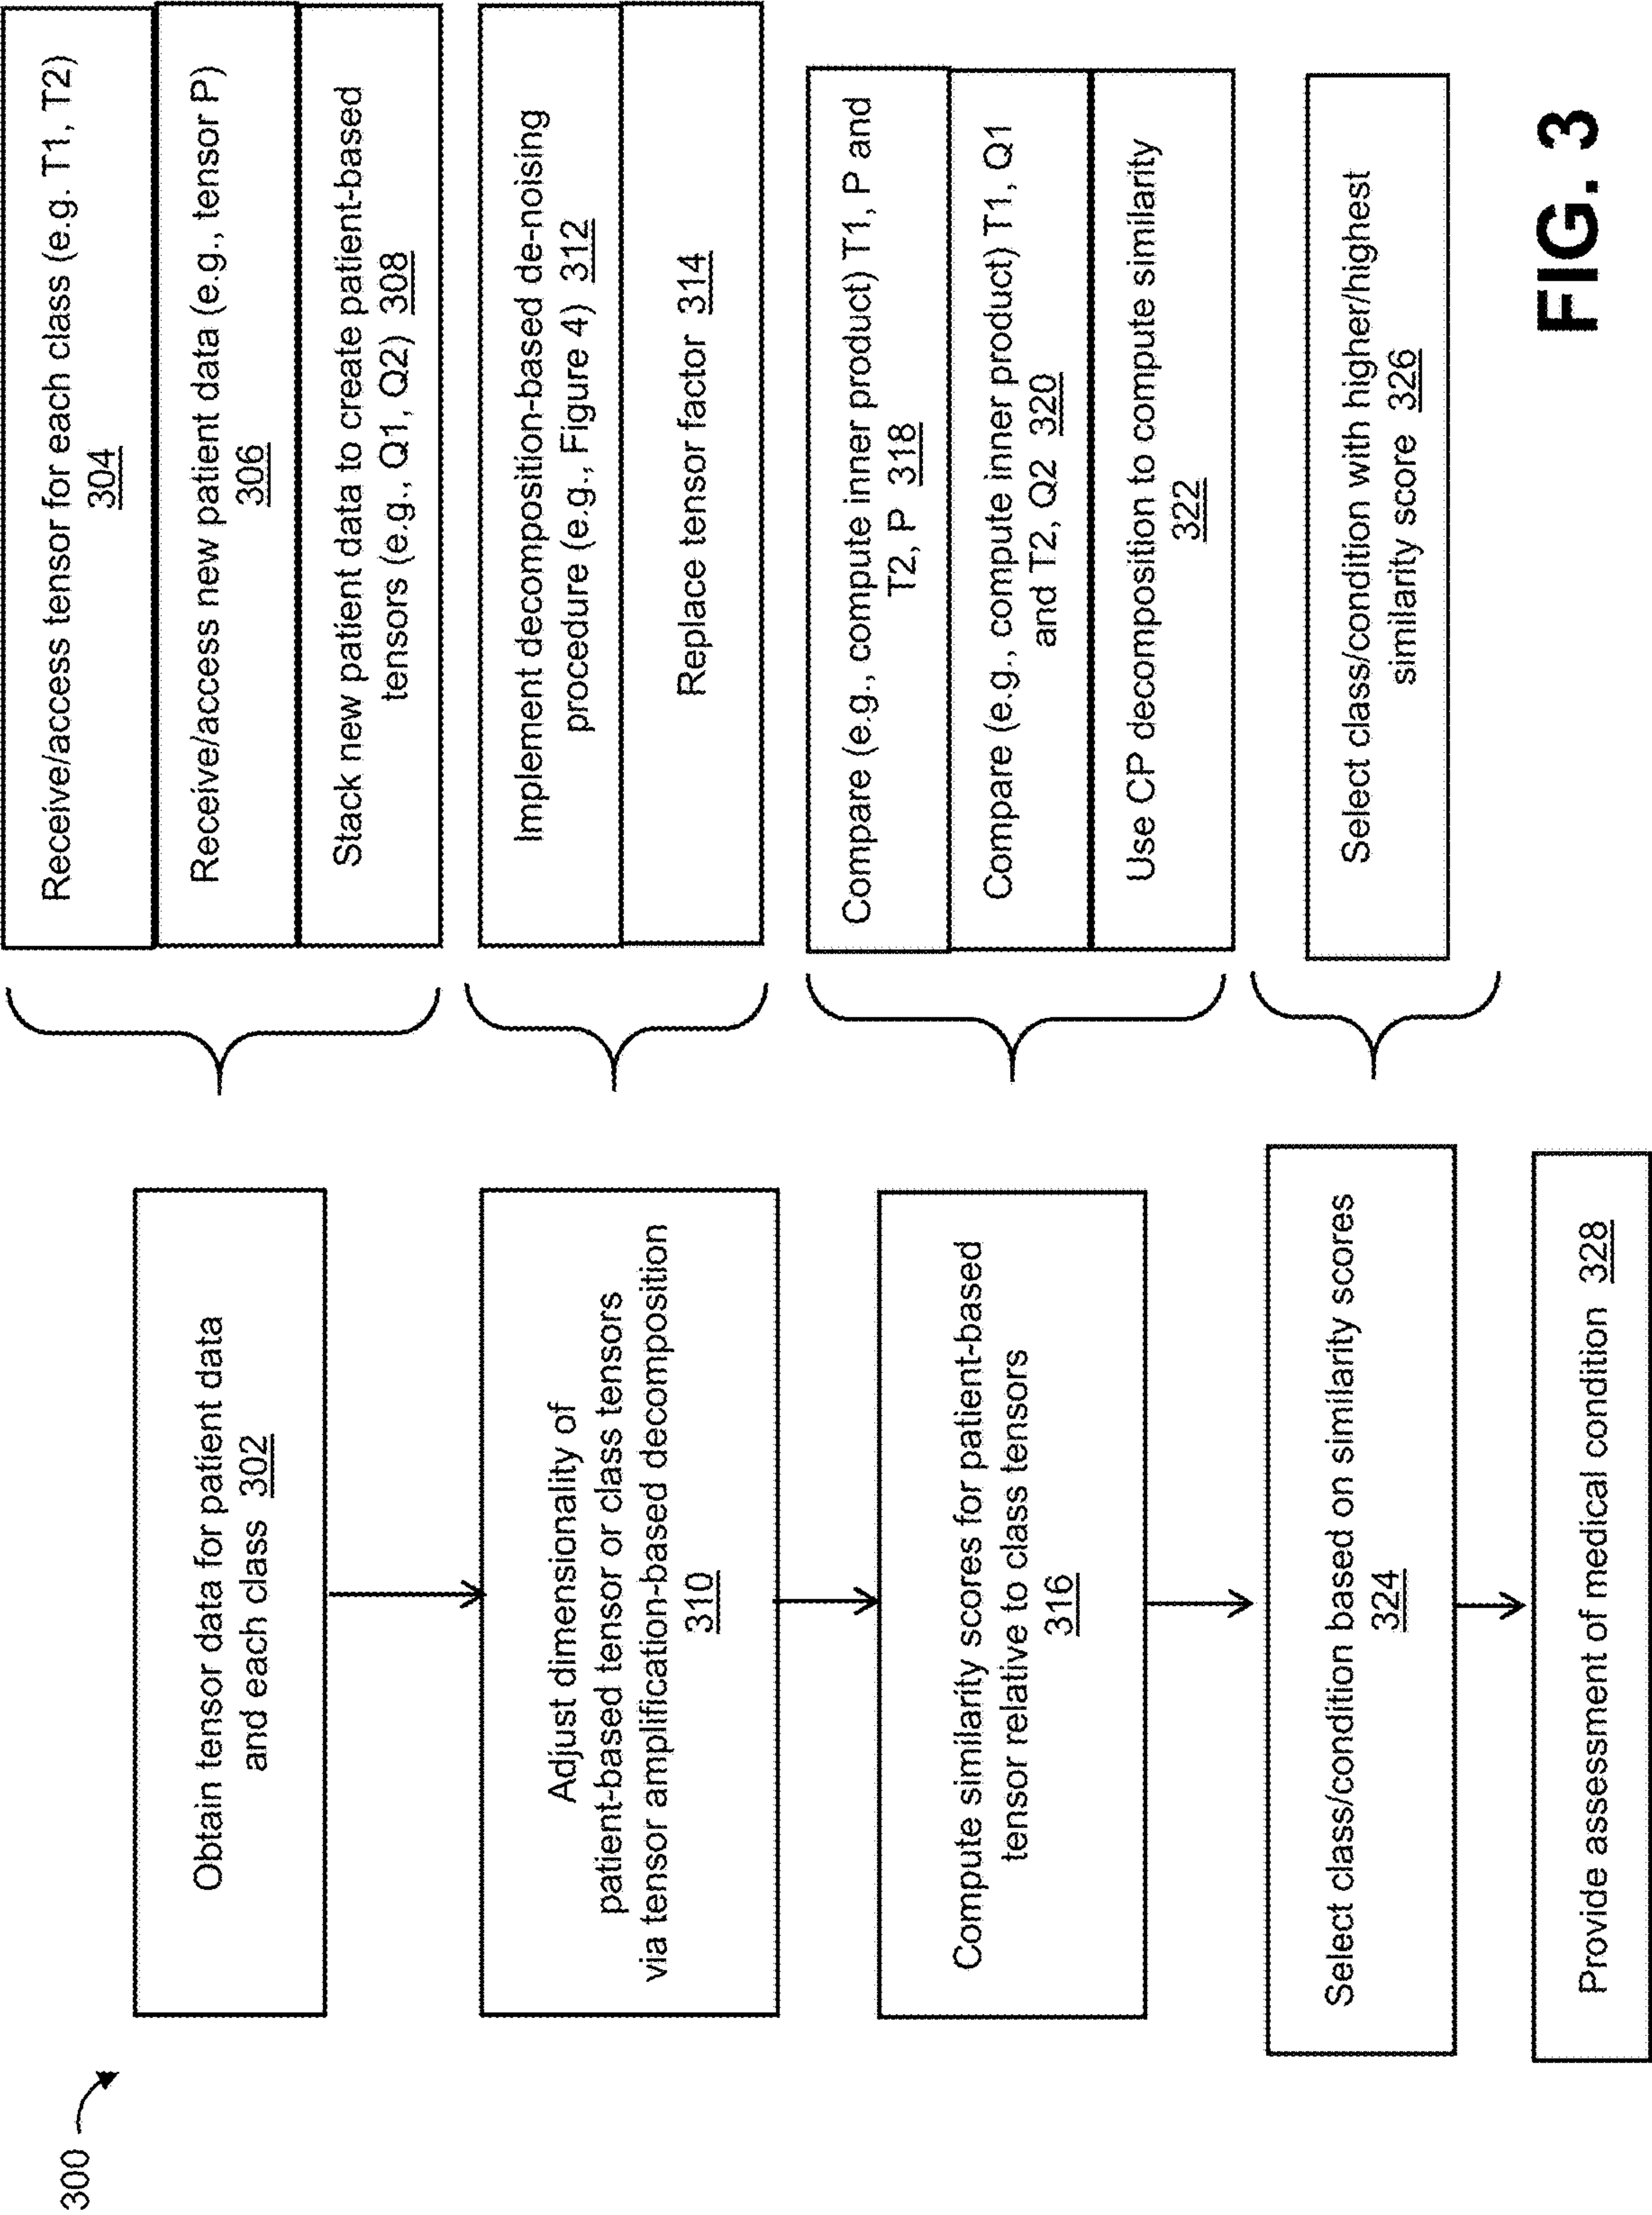 300
Obtain tensor data for patient data
and each class 302
Receive/access tensor for each class (e.g. T1, T2)
304
Receive/access new patient data (e.g., tensor P)
306
Stack new patient data to create patient-based
tensors (e.g., Q1, Q2) 308
Adjust dimensionality of
patient-based tensor or class tensors
via tensor amplification-based decomposition
310
Implement decomposition-based de-noising
procedure (e.g., Figure 4) 312
Replace tensor factor 314
Compute similarity scores for patient-based
tensor relative to class tensors
316
Compare (e.g., compute inner product) T1, P and
T2, P 318
Compare (e.g., compute inner product) T1, Q1
and T2, Q2 320
Use CP decomposition to compute similarity
322
Select class/condition based on similarity scores
324
Select class/condition with higher/highest
similarity score 326
Provide assessment of medical condition 328
FIG. 3